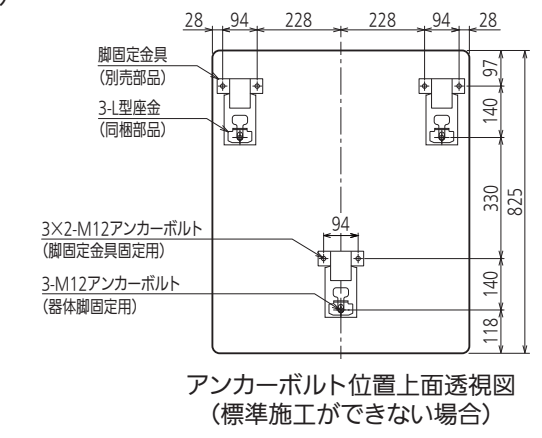 28 94 228 228 94 28
脚固定金具
(別売部品)
3-L型座金
(同梱部品)
97
140
330
825
3×2-M12アンカーボルト
(脚固定金具固定用)
94
3-M12アンカーボルト
(器体脚固定用)
140
118
アンカーボルト位置上面透視図
(標準施工ができない場合)